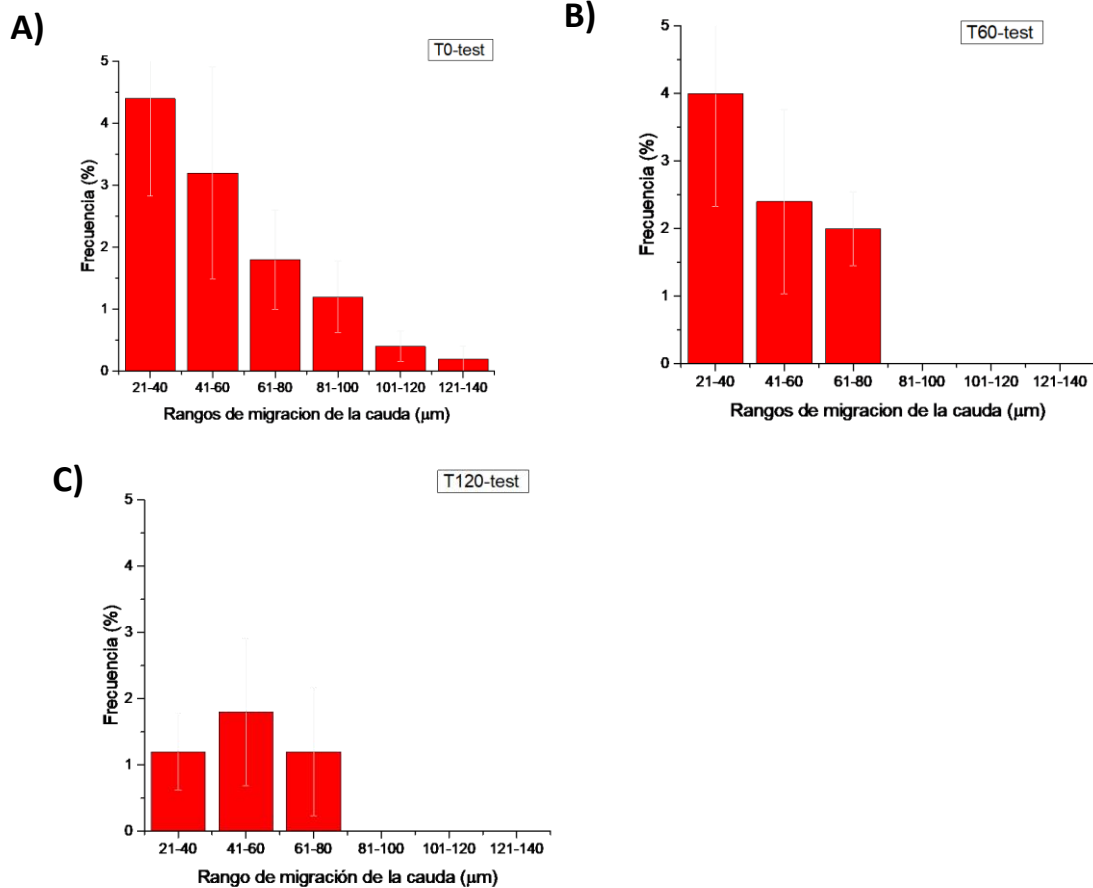 A)
T0-test
5
4
3
2
1
0
Frecuencia (%)
21-40 41-60 61-80 81-100 101-120 121-140
Rangos de migracion de la cauda (μm)
B)
T60-test
5
4
3
2
1
0
Frecuencia (%)
21-40 41-60 61-80 81-100 101-120 121-140
Rangos de migracion de la cauda (μm)
C)
T120-test
5
4
3
2
1
0
Frecuencia (%)
21-40 41-60 61-80 81-100 101-120 121-140
Rango de migración de la cauda (μm)